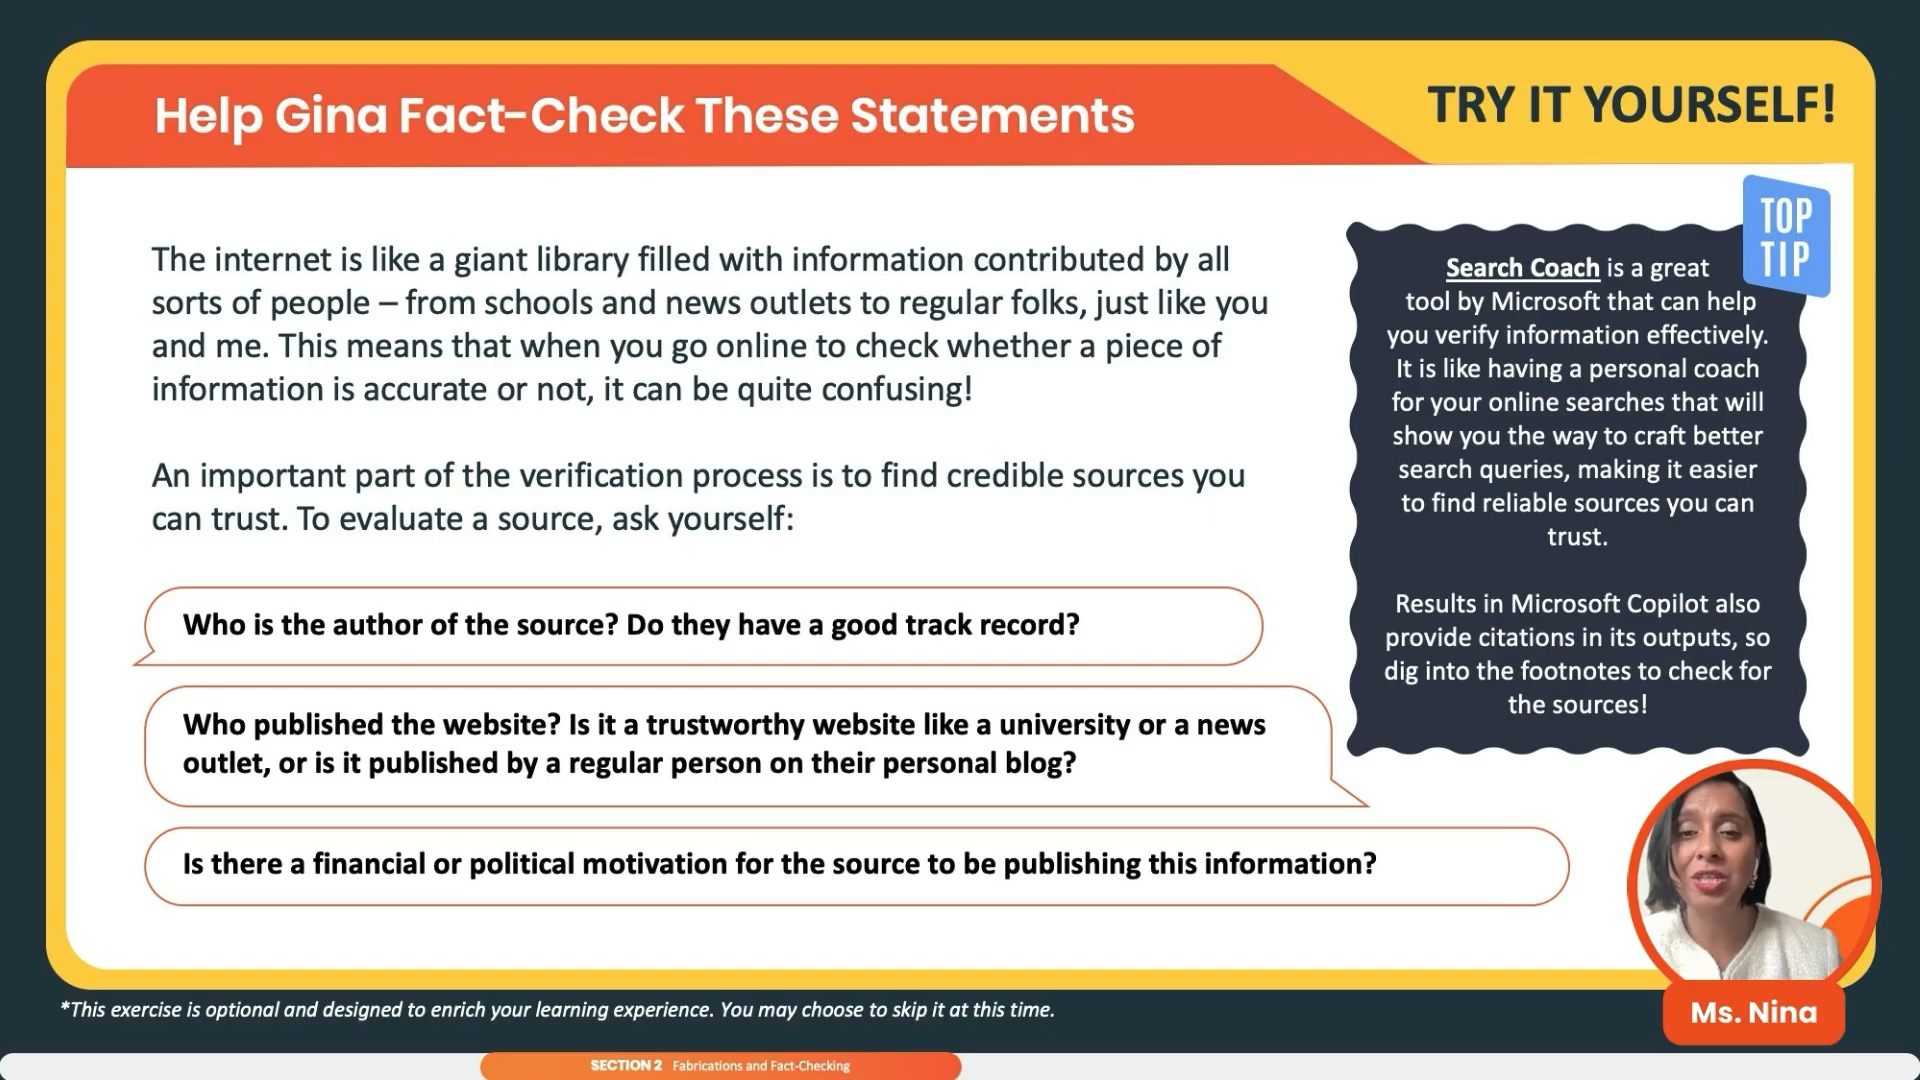 Help Gina Fact-Check These Statements
TRY IT YOURSELF!
The internet is like a giant library filled with information contributed by all
sorts of people – from schools and news outlets to regular folks, just like you
and me. This means that when you go online to check whether a piece of
information is accurate or not, it can be quite confusing!
An important part of the verification process is to find credible sources you
can trust. To evaluate a source, ask yourself:
Who is the author of the source? Do they have a good track record?
Who published the website? Is it a trustworthy website like a university or a news
outlet, or is it published by a regular person on their personal blog?
Is there a financial or political motivation for the source to be publishing this information?
TOP
TIP
Search Coach is a great
tool by Microsoft that can help
you verify information effectively.
It is like having a personal coach
for your online searches that will
show you the way to craft better
search queries, making it easier
to find reliable sources you can
trust.
Results in Microsoft Copilot also
provide citations in its outputs, so
dig into the footnotes to check for
the sources!
Ms. Nina
*This exercise is optional and designed to enrich your learning experience. You may choose to skip it at this time.
SECTION 2 Fabrications and Fact-Checking